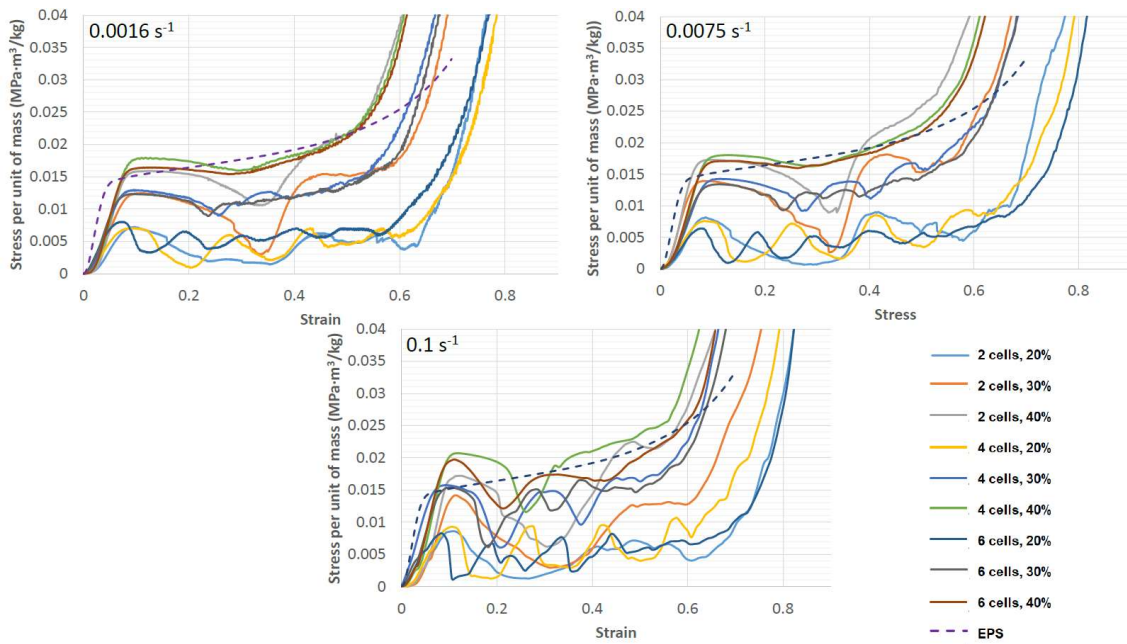 0.0016 s⁻¹
Stress per unit of mass (MPa·m³/kg)
0.04
0.035
0.03
0.025
0.02
0.015
0.01
0.005
0
0 0.2 0.4 0.6 0.8
Strain
0.0075 s⁻¹
Stress per unit of mass (MPa·m³/kg))
0.04
0.035
0.03
0.025
0.02
0.015
0.01
0.005
0
0 0.2 0.4 0.6 0.8
Stress
0.1 s⁻¹
Stress per unit of mass (MPa·m³/kg)
0.04
0.035
0.03
0.025
0.02
0.015
0.01
0.005
0
0 0.2 0.4 0.6 0.8
Strain
2 cells, 20%
2 cells, 30%
2 cells, 40%
4 cells, 20%
4 cells, 30%
4 cells, 40%
6 cells, 20%
6 cells, 30%
6 cells, 40%
EPS